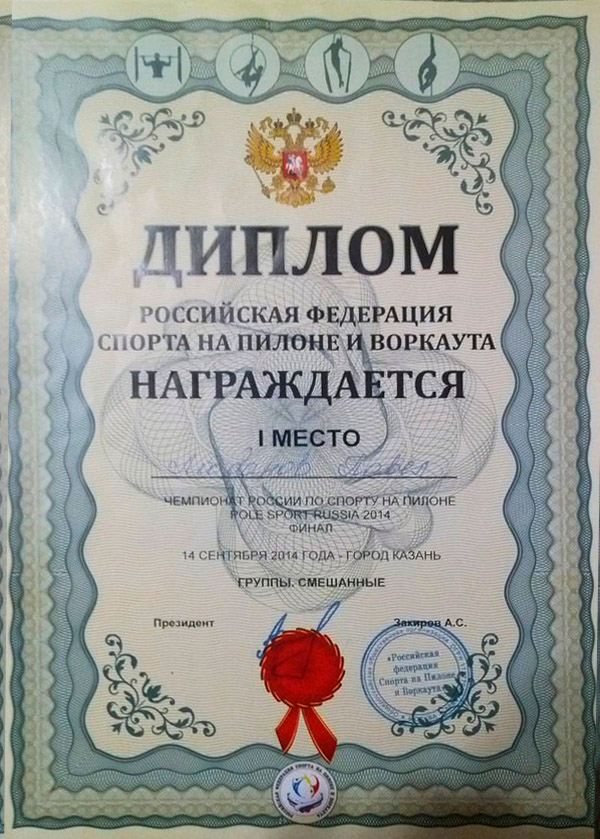 ДИПЛОМ
РОССИЙСКАЯ ФЕДЕРАЦИЯ
СПОРТА НА ПИЛОНЕ И ВОРКАУТА
НАГРАЖДАЕТСЯ
I МЕСТО
Павел
ЧЕМПИОНАТ РОССИИ ПО СПОРТУ НА ПИЛОНЕ
POLE SPORT RUSSIA 2014
ФИНАЛ
14 СЕНТЯБРЯ 2014 ГОДА - ГОРОД КАЗАНЬ
ГРУППЫ. СМЕШАННЫЕ
Президент Закиров А.С.
«Российская
федерация
Спорта на Пилоне
и Воркаута»